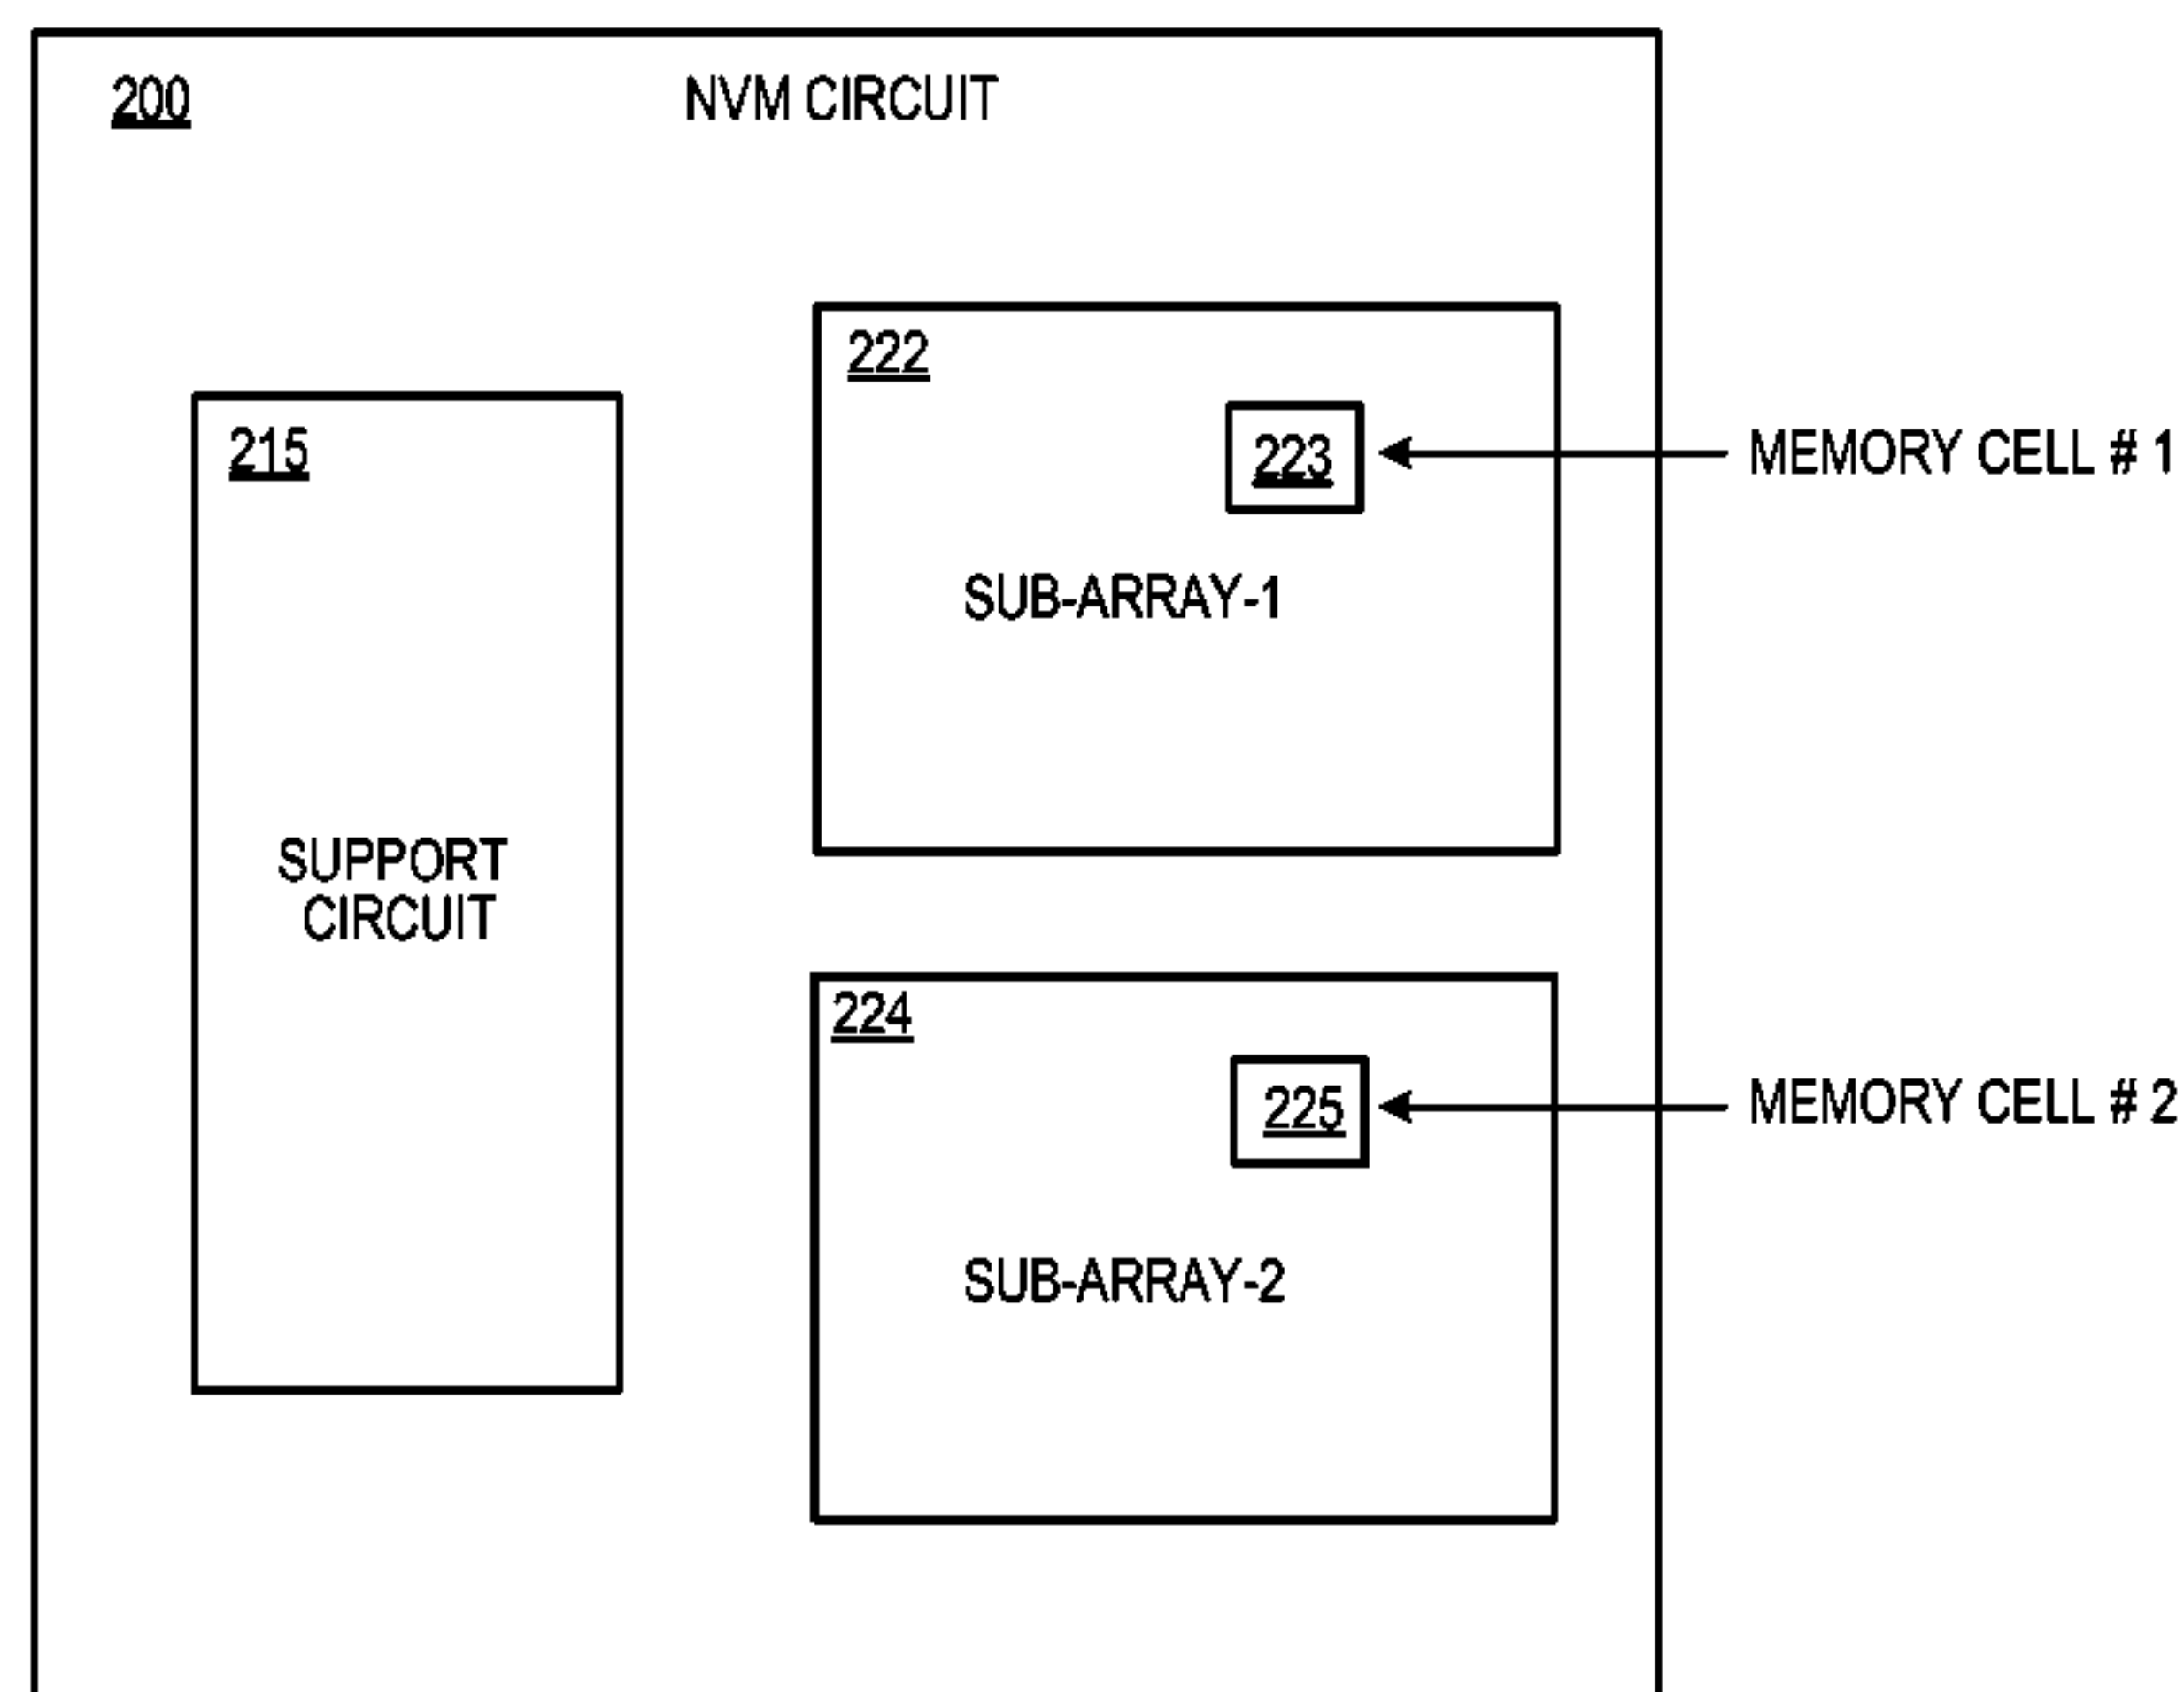 200
NVM CIRCUIT
222
215
223
MEMORY CELL # 1
SUB-ARRAY-1
SUPPORT
CIRCUIT
224
225
MEMORY CELL # 2
SUB-ARRAY-2